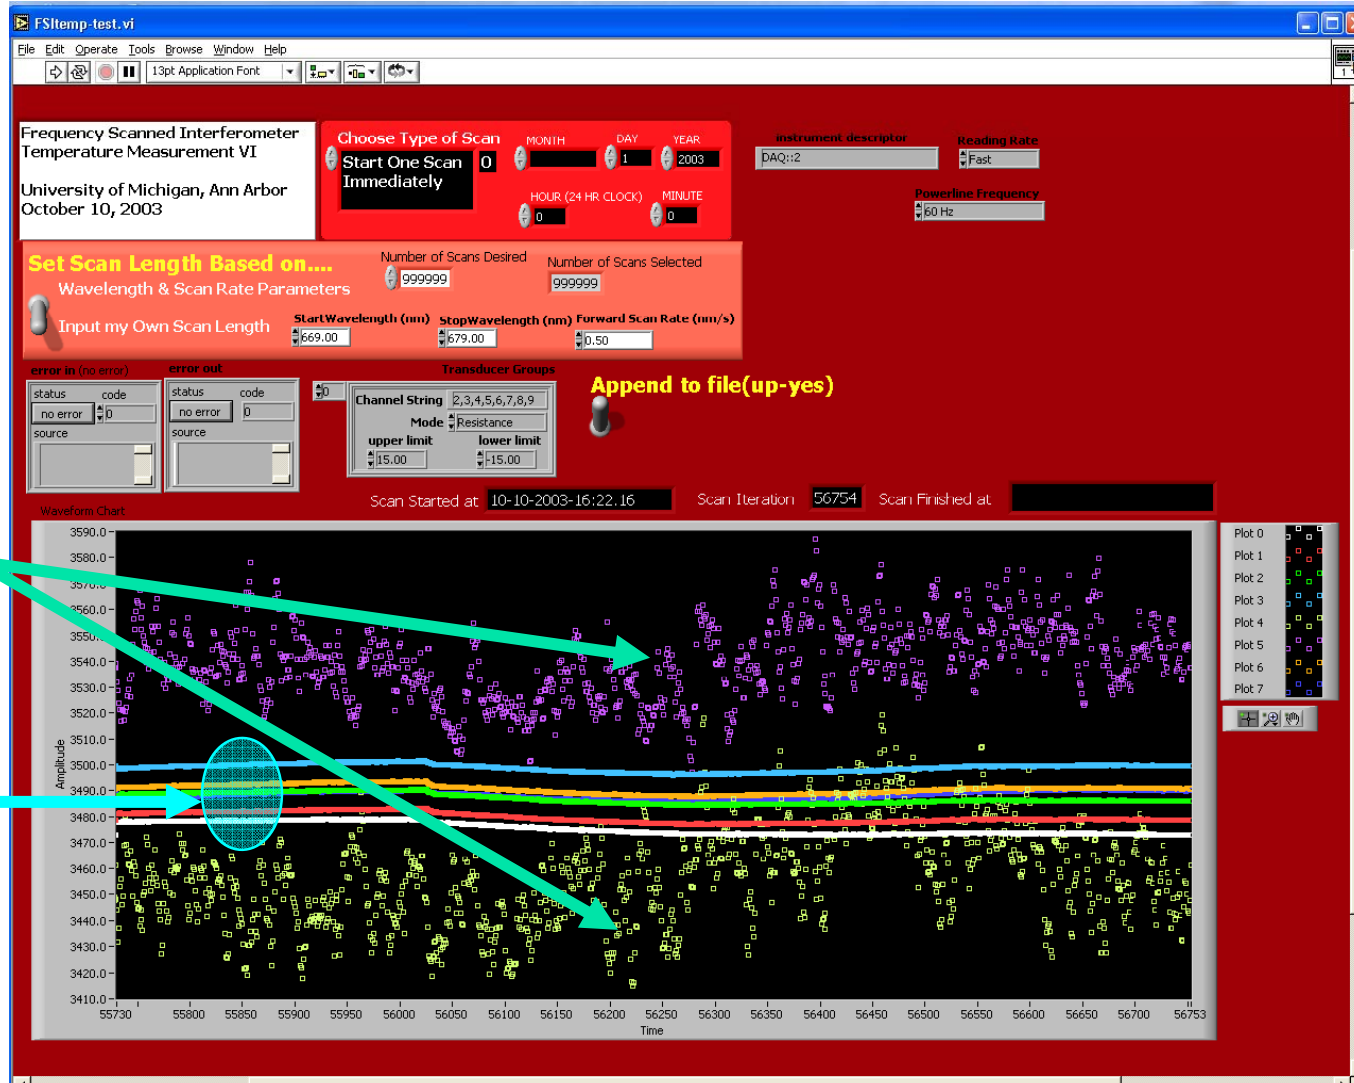 FSItemp-test.vi
File Edit Operate Tools Browse Window Help
13pt Application Font
Frequency Scanned Interferometer
Temperature Measurement VI
University of Michigan, Ann Arbor
October 10, 2003
Choose Type of Scan
Start One Scan
Immediately
0
MONTH
DAY
1
YEAR
2003
HOUR (24 HR CLOCK)
0
MINUTE
0
instrument descriptor
DAQ::2
Reading Rate
Fast
Powerline Frequency
60 Hz
Set Scan Length Based on....
Wavelength & Scan Rate Parameters
Input my Own Scan Length
Number of Scans Desired
999999
Number of Scans Selected
999999
StartWavelength (nm)
669.00
StopWavelength (nm)
679.00
Forward Scan Rate (nm/s)
0.50
error in (no error)
status code
no error 0
source
error out
status code
no error 0
source
0
Transducer Groups
Channel String 2,3,4,5,6,7,8,9
Mode Resistance
upper limit lower limit
15.00 -15.00
Append to file(up-yes)
Scan Started at 10-10-2003-16:22.16
Scan Iteration 56754
Scan Finished at
Waveform Chart
3590.0
3580.0
3570.0
3560.0
3550.0
3540.0
3530.0
3520.0
3510.0
3500.0
3490.0
3480.0
3470.0
3460.0
3450.0
3440.0
3430.0
3420.0
3410.0
Amplitude
55730 55800 55850 55900 55950 56000 56050 56100 56150 56200 56250 56300 56350 56400 56450 56500 56550 56600 56650 56700 56753
Time
Plot 0
Plot 1
Plot 2
Plot 3
Plot 4
Plot 5
Plot 6
Plot 7